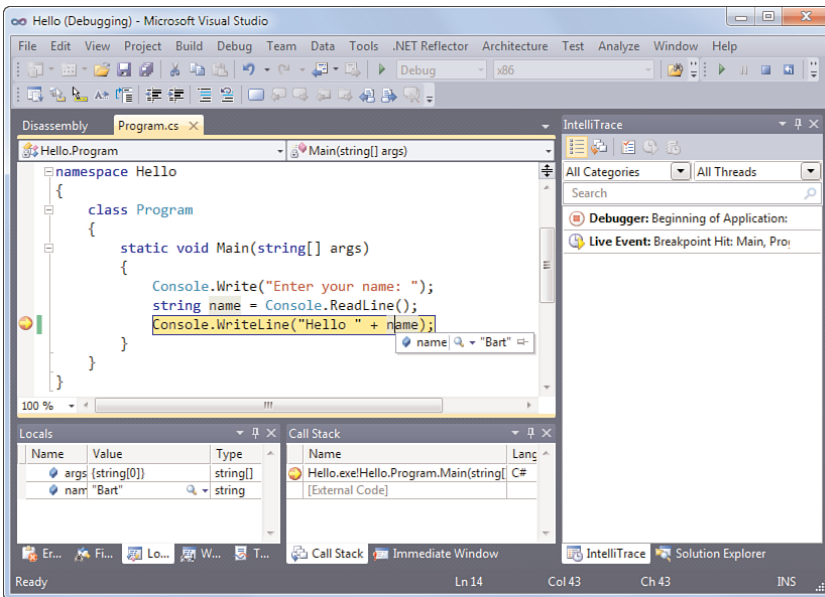 Hello (Debugging) - Microsoft Visual Studio
File Edit View Project Build Debug Team Data Tools .NET Reflector Architecture Test Analyze Window Help
Debug x86
Disassembly Program.cs
Hello.Program Main(string[] args)
namespace Hello
{
class Program
{
static void Main(string[] args)
{
Console.Write("Enter your name: ");
string name = Console.ReadLine();
Console.WriteLine("Hello " + name);
name "Bart"
}
}
}
100 %
IntelliTrace
All Categories All Threads
Search
Debugger: Beginning of Application:
Live Event: Breakpoint Hit: Main, Pro
Locals
Name Value Type
args {string[0]} string[]
nam "Bart" string
Call Stack
Name Lang
Hello.exe!Hello.Program.Main(string[ C#
[External Code]
Er... Fi... Lo... W... T...
Call Stack Immediate Window
IntelliTrace Solution Explorer
Ready Ln 14 Col 43 Ch 43 INS